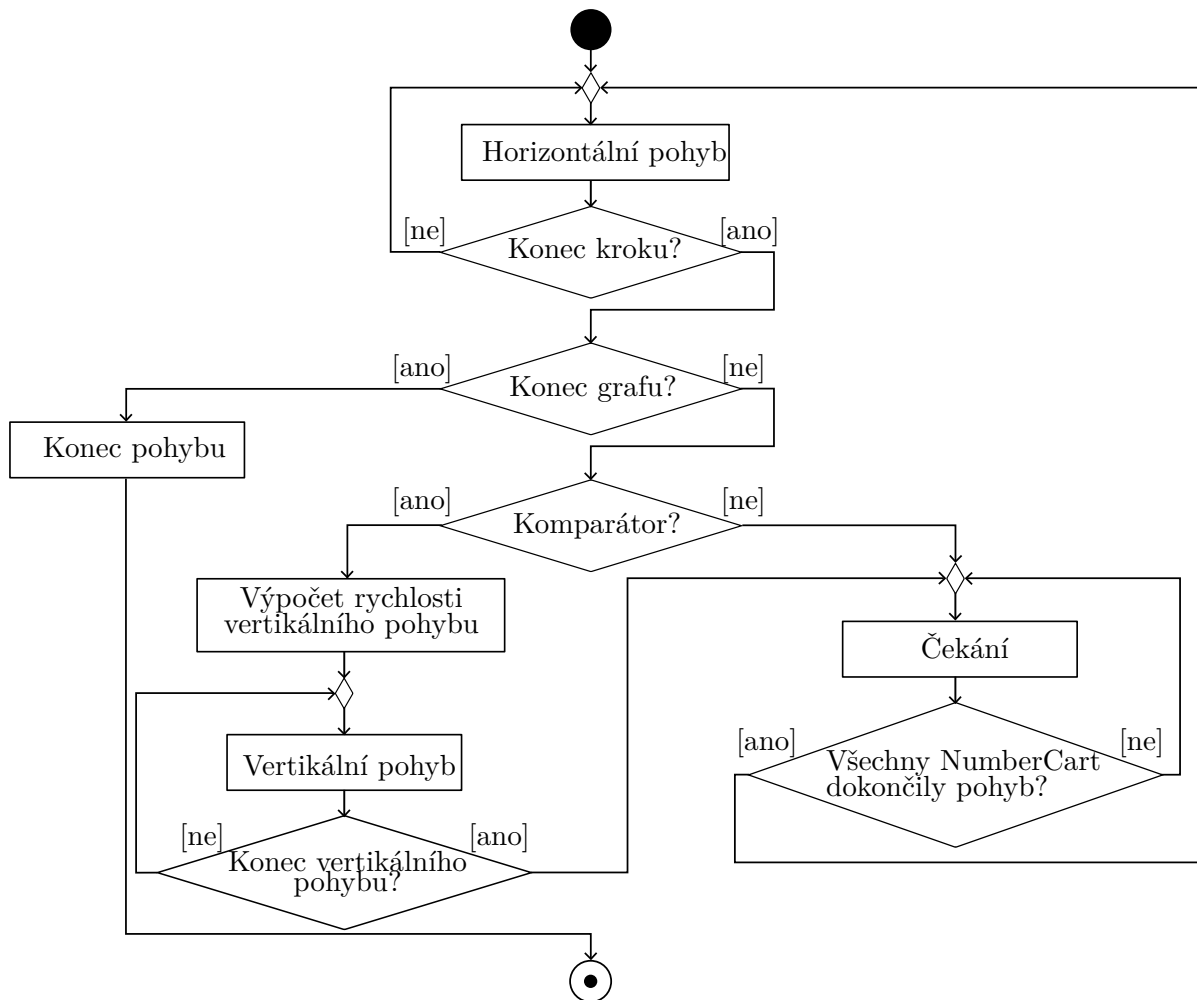 Horizontální pohyb
[ne]
[ano]
Konec kroku?
[ano]
[ne]
Konec grafu?
Konec pohybu
[ano]
[ne]
Komparátor?
Výpočet rychlosti
vertikálního pohybu
Čekání
[ano]
[ne]
Všechny NumberCart
dokončily pohyb?
Vertikální pohyb
[ne]
[ano]
Konec vertikálního
pohybu?